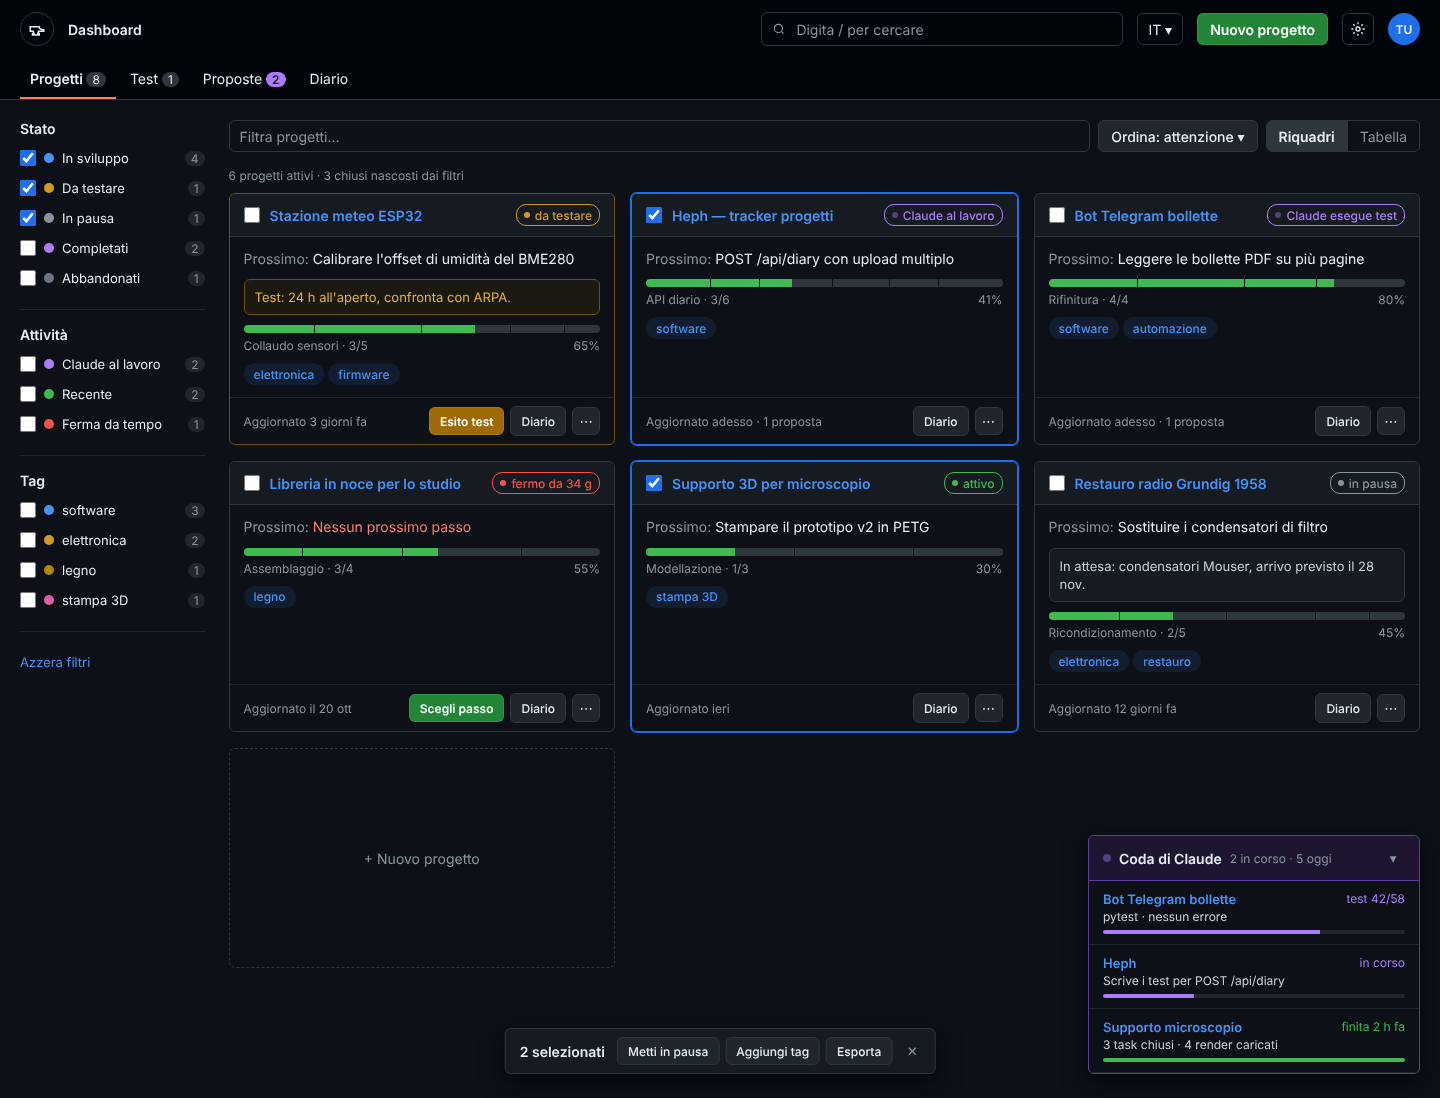 Dashboard
Digita / per cercare
IT ▾
Nuovo progetto
TU
Progetti 8
Test 1
Proposte 2
Diario
Stato
In sviluppo 4
Da testare 1
In pausa 1
Completati 2
Abbandonati 1
Attività
Claude al lavoro 2
Recente 2
Ferma da tempo 1
Tag
software 3
elettronica 2
legno 1
stampa 3D 1
Azzera filtri
Filtra progetti...
Ordina: attenzione ▾
Riquadri
Tabella
6 progetti attivi · 3 chiusi nascosti dai filtri
Stazione meteo ESP32
da testare
Prossimo: Calibrare l'offset di umidità del BME280
Test: 24 h all'aperto, confronta con ARPA.
Collaudo sensori · 3/5 65%
elettronica firmware
Aggiornato 3 giorni fa
Esito test
Diario
···
Heph — tracker progetti
Claude al lavoro
Prossimo: POST /api/diary con upload multiplo
API diario · 3/6 41%
software
Aggiornato adesso · 1 proposta
Diario
···
Bot Telegram bollette
Claude esegue test
Prossimo: Leggere le bollette PDF su più pagine
Rifinitura · 4/4 80%
software automazione
Aggiornato adesso · 1 proposta
Diario
···
Libreria in noce per lo studio
fermo da 34 g
Prossimo: Nessun prossimo passo
Assemblaggio · 3/4 55%
legno
Aggiornato il 20 ott
Scegli passo
Diario
···
Supporto 3D per microscopio
attivo
Prossimo: Stampare il prototipo v2 in PETG
Modellazione · 1/3 30%
stampa 3D
Aggiornato ieri
Diario
···
Restauro radio Grundig 1958
in pausa
Prossimo: Sostituire i condensatori di filtro
In attesa: condensatori Mouser, arrivo previsto il 28
nov.
Ricondizionamento · 2/5 45%
elettronica restauro
Aggiornato 12 giorni fa
Diario
···
+ Nuovo progetto
Coda di Claude 2 in corso · 5 oggi ▾
Bot Telegram bollette test 42/58
pytest · nessun errore
Heph in corso
Scrive i test per POST /api/diary
Supporto microscopio finita 2 h fa
3 task chiusi · 4 render caricati
2 selezionati
Metti in pausa
Aggiungi tag
Esporta
×